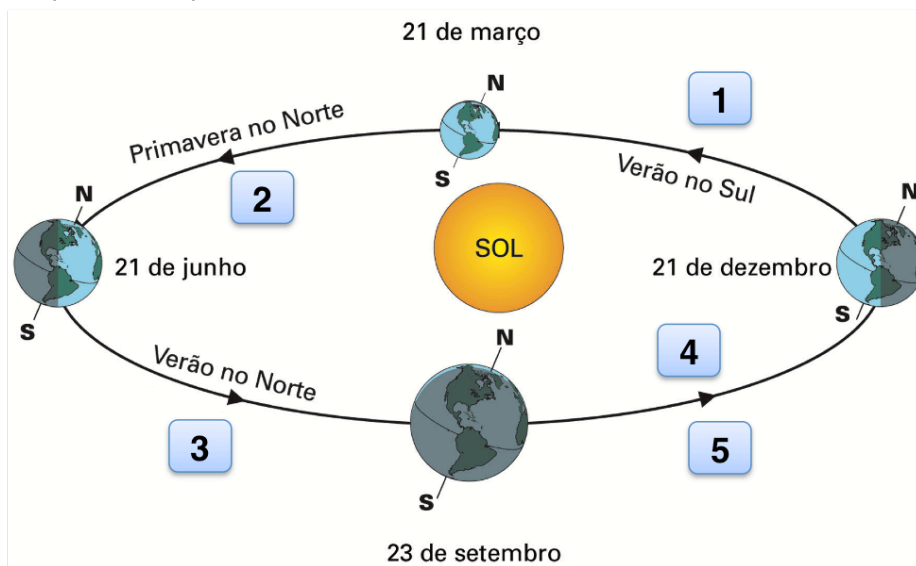 21 de março
N
1
Primavera no Norte
S
Verão no Sul
2
N
N
SOL
21 de junho
21 de dezembro
S
S
N
4
Verão no Norte
3
5
S
23 de setembro